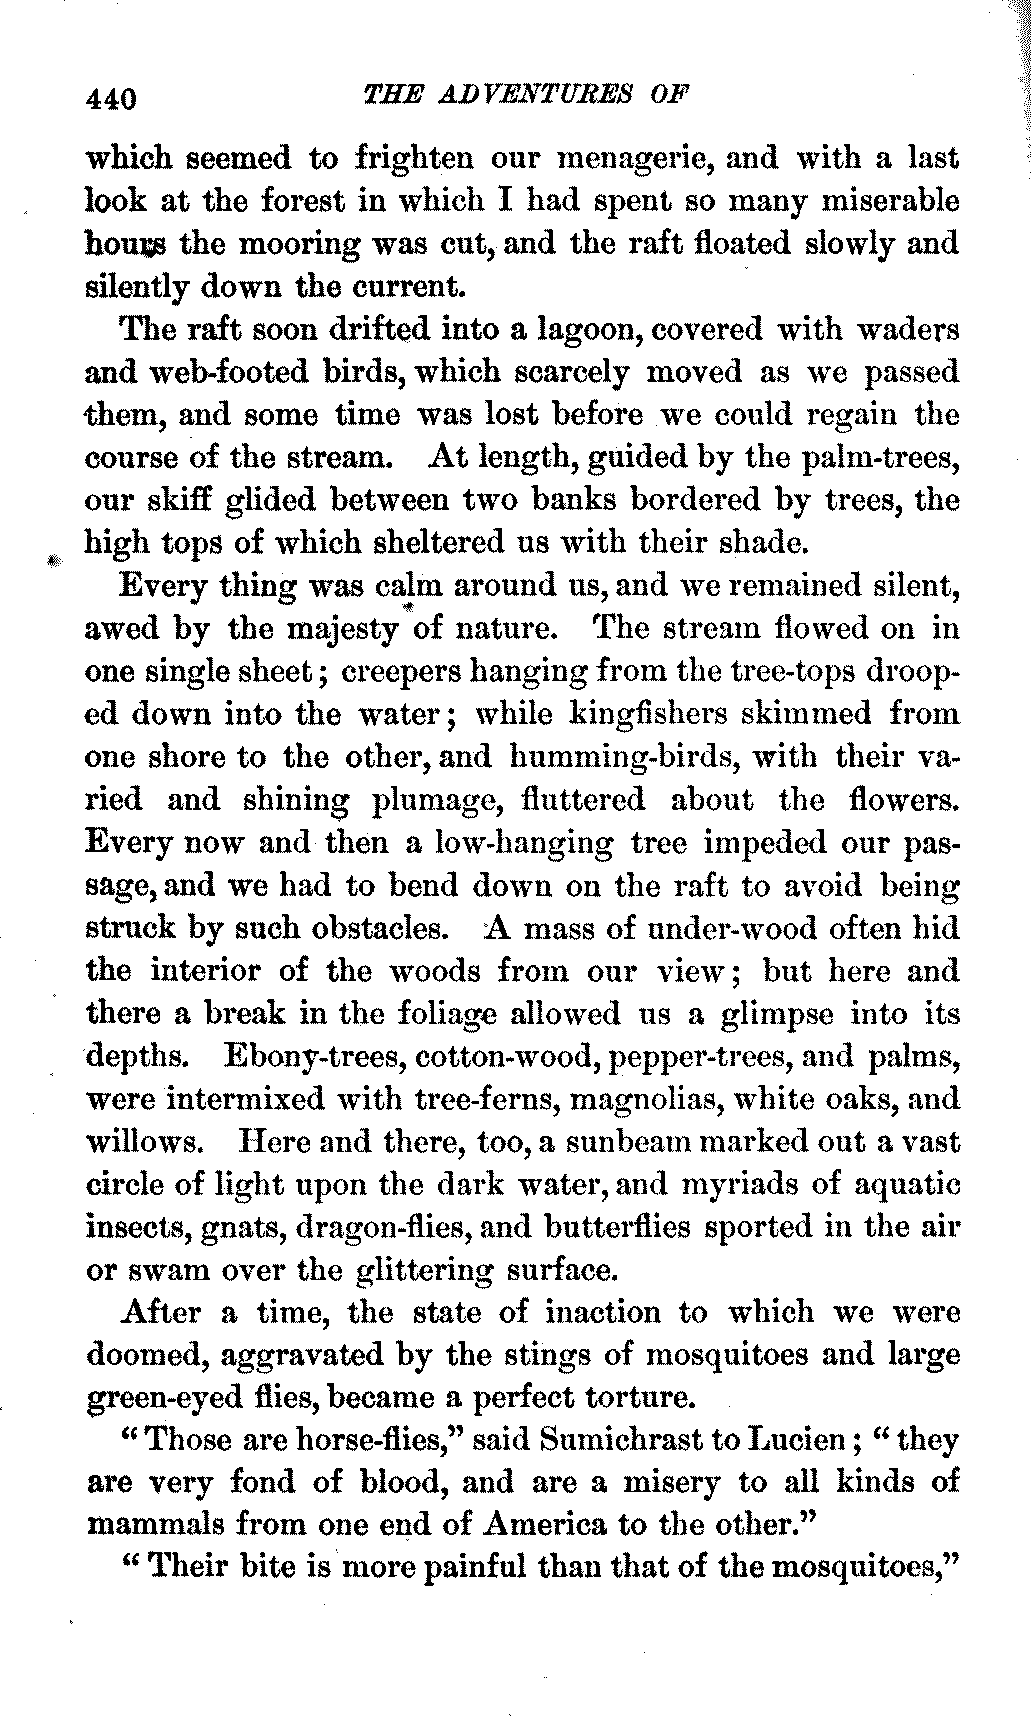 440 THE ADVENTURES OF
which seemed to frighten our menagerie, and with a last
look at the forest in which I had spent so many miserable
hours the mooring was cut, and the raft floated slowly and
silently down the current.
The raft soon drifted into a lagoon, covered with waders
and web-footed birds, which scarcely moved as we passed
them, and some time was lost before we could regain the
course of the stream. At length, guided by the palm-trees,
our skiff glided between two banks bordered by trees, the
high tops of which sheltered us with their shade.
Every thing was calm around us, and we remained silent,
awed by the majesty of nature. The stream flowed on in
one single sheet; creepers hanging from the tree-tops droop-
ed down into the water; while kingfishers skimmed from
one shore to the other, and humming-birds, with their va-
ried and shining plumage, fluttered about the flowers.
Every now and then a low-hanging tree impeded our pas-
sage, and we had to bend down on the raft to avoid being
struck by such obstacles. A mass of under-wood often hid
the interior of the woods from our view; but here and
there a break in the foliage allowed us a glimpse into its
depths. Ebony-trees, cotton-wood, pepper-trees, and palms,
were intermixed with tree-ferns, magnolias, white oaks, and
willows. Here and there, too, a sunbeam marked out a vast
circle of light upon the dark water, and myriads of aquatic
insects, gnats, dragon-flies, and butterflies sported in the air
or swam over the glittering surface.
After a time, the state of inaction to which we were
doomed, aggravated by the stings of mosquitoes and large
green-eyed flies, became a perfect torture.
"Those are horse-flies," said Sumichrast to Lucien; "they
are very fond of blood, and are a misery to all kinds of
mammals from one end of America to the other."
"Their bite is more painful than that of the mosquitoes,"